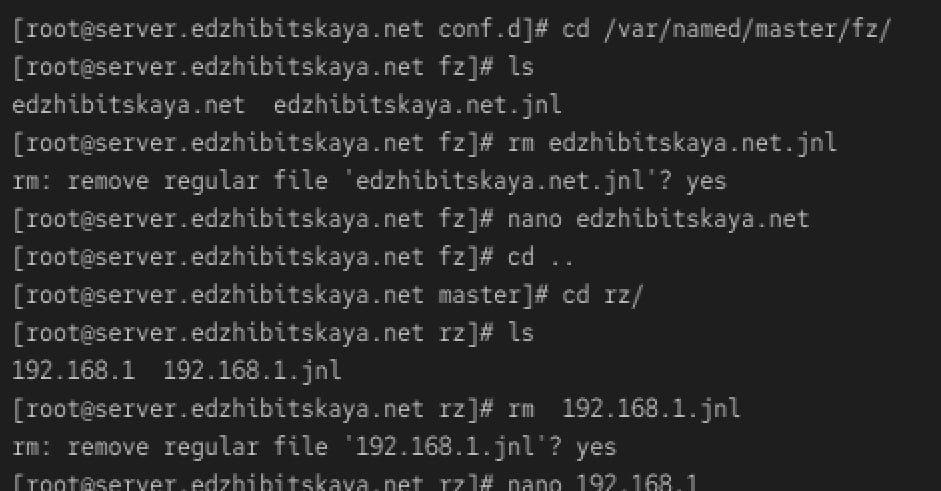 [root@server.edzhibitskaya.net conf.d]# cd /var/named/master/fz/
[root@server.edzhibitskaya.net fz]# ls
edzhibitskaya.net  edzhibitskaya.net.jnl
[root@server.edzhibitskaya.net fz]# rm edzhibitskaya.net.jnl
rm: remove regular file 'edzhibitskaya.net.jnl'? yes
[root@server.edzhibitskaya.net fz]# nano edzhibitskaya.net
[root@server.edzhibitskaya.net fz]# cd ..
[root@server.edzhibitskaya.net master]# cd rz/
[root@server.edzhibitskaya.net rz]# ls
192.168.1  192.168.1.jnl
[root@server.edzhibitskaya.net rz]# rm  192.168.1.jnl
rm: remove regular file '192.168.1.jnl'? yes
[root@server.edzhibitskaya.net rz]# nano 192.168.1